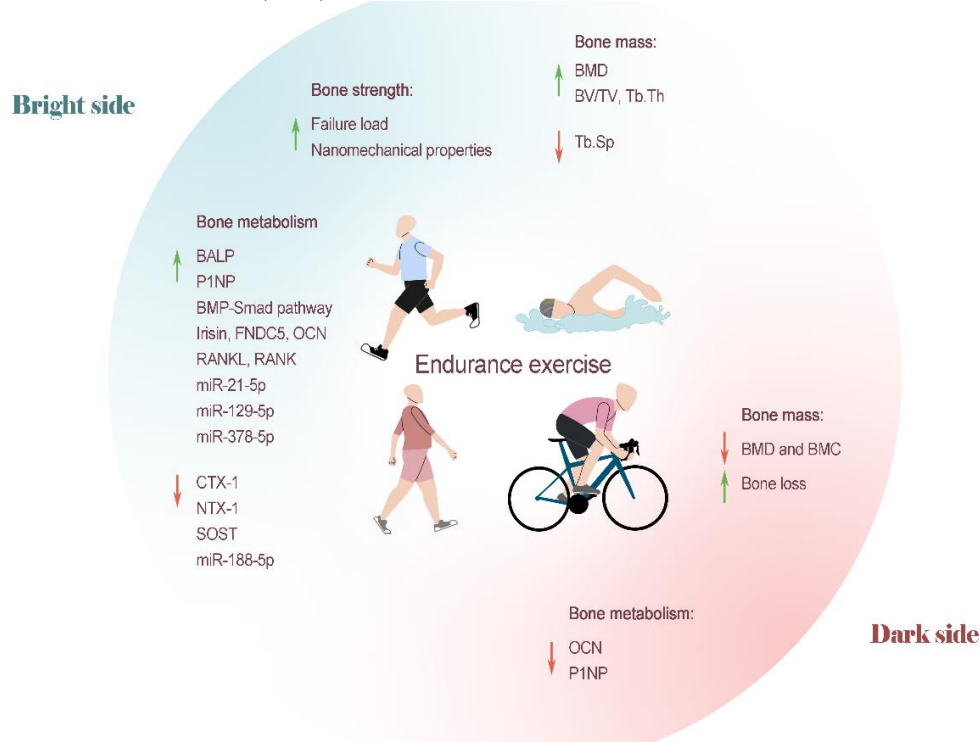 Bright side
Bone strength:
Failure load
Nanomechanical properties
Bone mass:
BMD
BV/TV, Tb.Th
Tb.Sp
Bone metabolism
BALP
P1NP
BMP-Smad pathway
Irisin, FNDC5, OCN
RANKL, RANK
miR-21-5p
miR-129-5p
miR-378-5p
CTX-1
NTX-1
SOST
miR-188-5p
Endurance exercise
Bone mass:
BMD and BMC
Bone loss
Bone metabolism:
OCN
P1NP
Dark side